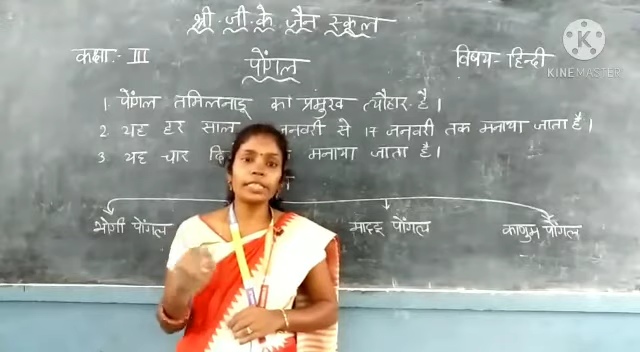 श्री. जी. के. जैन स्कूल
KINEMASTER
कक्षा:- III
पोंगल
विषय- हिन्दी
1. पोंगल तमिलनाडू का प्रमुख त्यौहार है।
2. यह हर साल जनवरी से 17 जनवरी तक मनाया जाता है।
3. यह चार मनाया जाता है।
भोगी पोंगल
माट्टू पोंगल
काणुम पोंगल